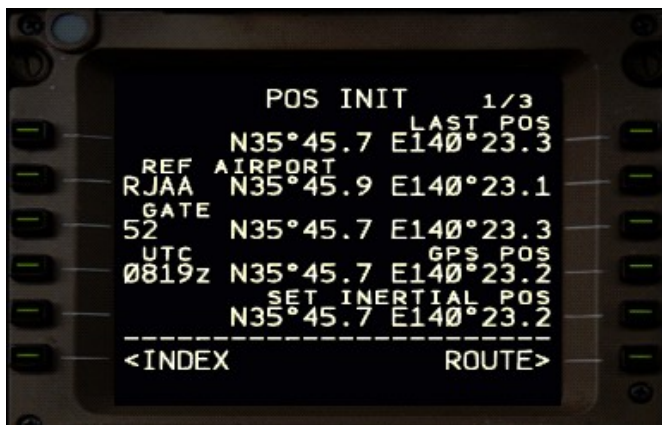 POS INIT 1/3
LAST POS
N35°45.7 E140°23.3
REF AIRPORT
RJAA N35°45.9 E140°23.1
GATE
52 N35°45.7 E140°23.3
UTC GPS POS
0819z N35°45.7 E140°23.2
SET INERTIAL POS
N35°45.7 E140°23.2
--------------------------------
<INDEX ROUTE>